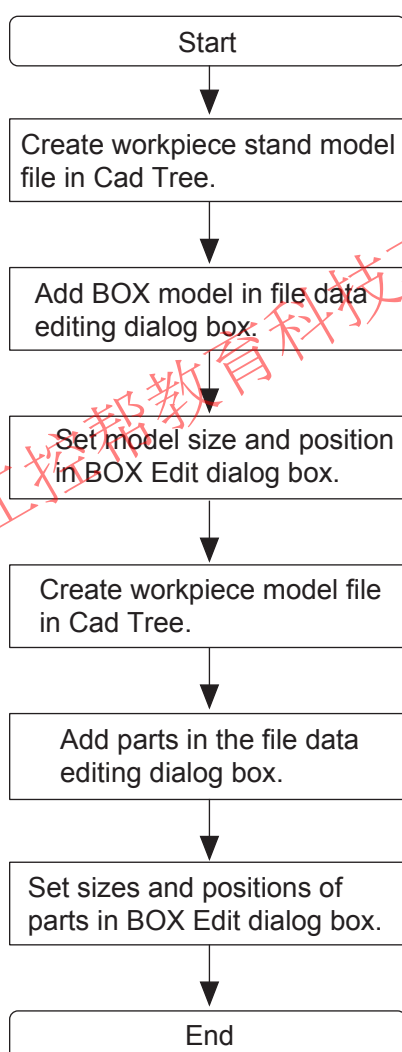 Start
Create workpiece stand model
file in Cad Tree.
Add BOX model in file data
editing dialog box.
Set model size and position
in BOX Edit dialog box.
Create workpiece model file
in Cad Tree.
Add parts in the file data
editing dialog box.
Set sizes and positions of
parts in BOX Edit dialog box.
End
工控帮教育科技